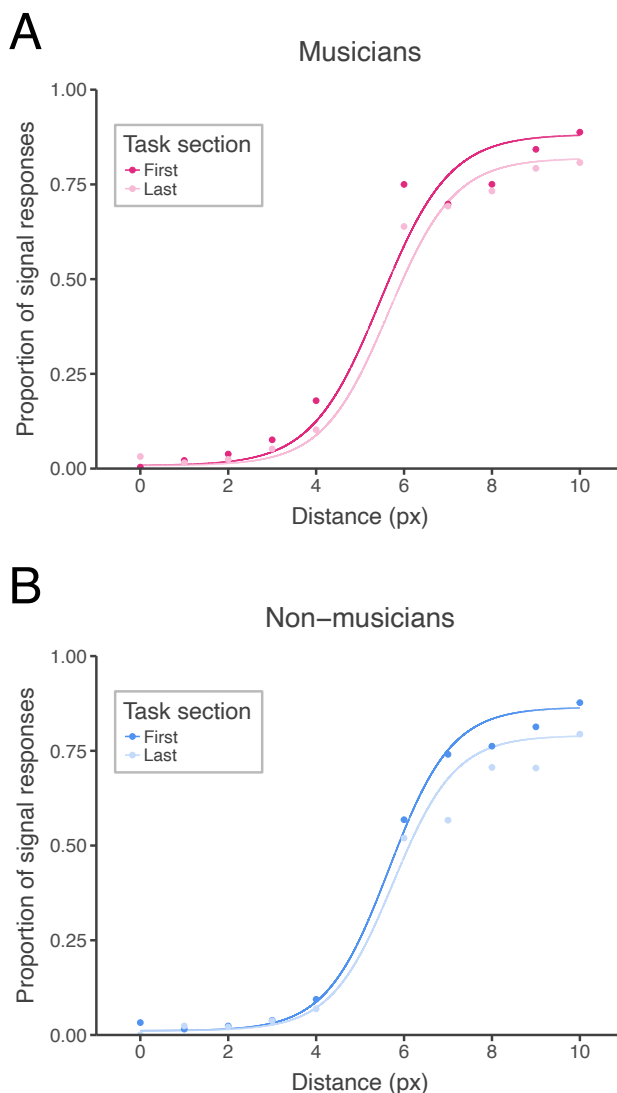 A
Musicians
Proportion of signal responses
1.00
0.75
0.50
0.25
0.00
Task section
First
Last
0 2 4 6 8 10
Distance (px)
B
Non−musicians
Proportion of signal responses
1.00
0.75
0.50
0.25
0.00
Task section
First
Last
0 2 4 6 8 10
Distance (px)